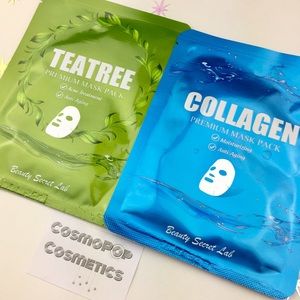 TEATREE
PREMIUM MASK PACK
Acne Treatment
Anti Aging
Beauty Secret Lab
COLLAGEN
PREMIUM MASK PACK
Moisturizing
Anti Aging
Beauty Secret Lab
COSMOPOP
COSMETICS